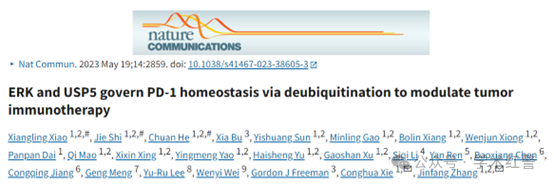 nature
COMMUNICATIONS
Nat Commun. 2023 May 19;14:2859. doi: 10.1038/s41467-023-38605-3
ERK and USP5 govern PD-1 homeostasis via deubiquitination to modulate tumor
immunotherapy
Xiangling Xiao 1,2,#, Jie Shi 1,2,#, Chuan He 1,2,#, Xia Bu 3, Yishuang Sun 1,2, Minling Gao 1,2, Bolin Xiang 1,2, Wenjun Xiong 1,2,
Panpan Dai 1, Qi Mao 1,2, Xixin Xing 1,2, Yingmeng Yao 1,2, Haisheng Yu 1,2, Gaoshan Xu 1,2, Siqi Li 4, Yan Ren 5, Baoxiang Chen 6,
Congqing Jiang 6, Geng Meng 7, Yu-Ru Lee 8, Wenyi Wei 9, Gordon J Freeman 3, Conghua Xie 1, Jinfang Zhang 1,2
公众号 · 学术红营